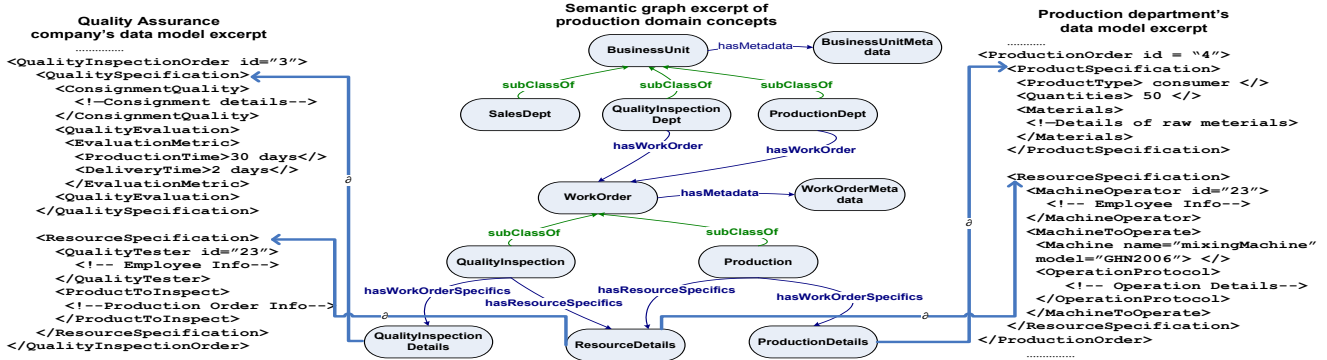 Quality Assurance
company's data model excerpt
..............
<QualityInspectionOrder id="3">
<QualitySpecification>
<ConsignmentQuality>
<!—Consignment details-->
</ConsignmentQuality>
<QualityEvaluation>
<EvaluationMetric>
<ProductionTime>30 days</>
<DeliveryTime>2 days</>
</EvaluationMetric>
<QualityEvaluation>
</QualitySpecification>
<ResourceSpecification>
<QualityTester id="23">
<!-- Employee Info-->
</QualityTester>
<ProductToInspect>
<!--Production Order Info-->
</ProductToInspect>
</ResourceSpecification>
</QualityInspectionOrder>
Semantic graph excerpt of
production domain concepts
BusinessUnit
hasMetadata
BusinessUnitMeta
data
subClassOf
subClassOf
subClassOf
SalesDept
QualityInspection
Dept
ProductionDept
hasWorkOrder
hasWorkOrder
WorkOrder
hasMetadata
WorkOrderMeta
data
subClassOf
subClassOf
QualityInspection
Production
hasWorkOrderSpecifics
hasResourceSpecifics
hasResourceSpecifics
hasWorkOrderSpecifics
QualityInspection
Details
ResourceDetails
ProductionDetails
a
a
a
a
Production department's
data model excerpt
............
<ProductionOrder id = "4">
<ProductSpecification>
<ProductType> consumer </>
<Quantities> 50 </>
<Materials>
<!—Details of raw meterials>
</Materials>
</ProductSpecification>
<ResourceSpecification>
<MachineOperator id="23">
<!-- Employee Info-->
</MachineOperator>
<MachineToOperate>
<Machine name="mixingMachine"
model="GHN2006"> </>
<OperationProtocol>
<!-- Operation Details-->
</OperationProtocol>
</MachineToOperate>
</ResourceSpecification>
</ProductionOrder>
..............